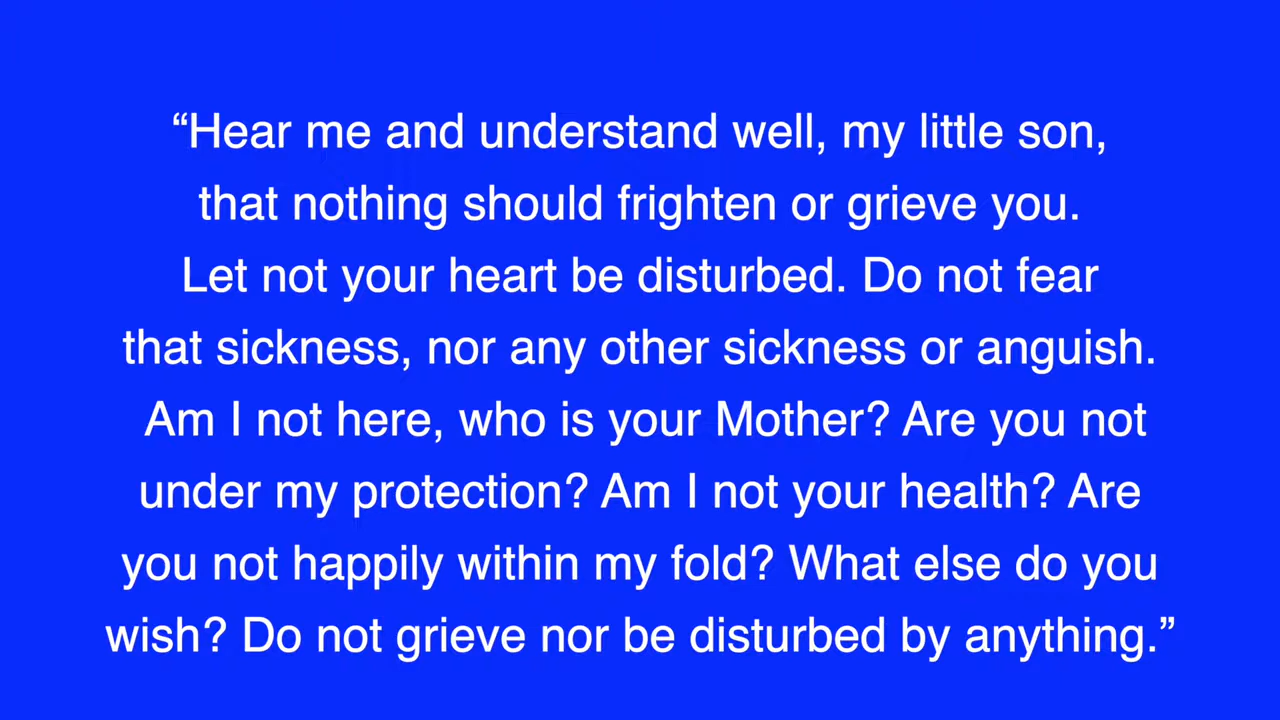 “Hear me and understand well, my little son,
that nothing should frighten or grieve you.
Let not your heart be disturbed. Do not fear
that sickness, nor any other sickness or anguish.
Am I not here, who is your Mother? Are you not
under my protection? Am I not your health? Are
you not happily within my fold? What else do you
wish? Do not grieve nor be disturbed by anything.”